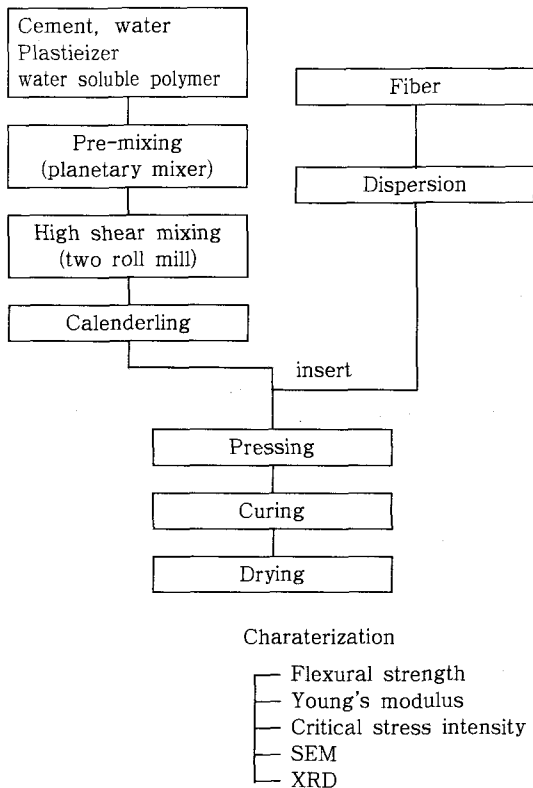 Cement, water
Plastieizer
water soluble polymer
Pre-mixing
(planetary mixer)
High shear mixing
(two roll mill)
Calenderling
Fiber
Dispersion
insert
Pressing
Curing
Drying
Charaterization
Flexural strength
Young's modulus
Critical stress intensity
SEM
XRD